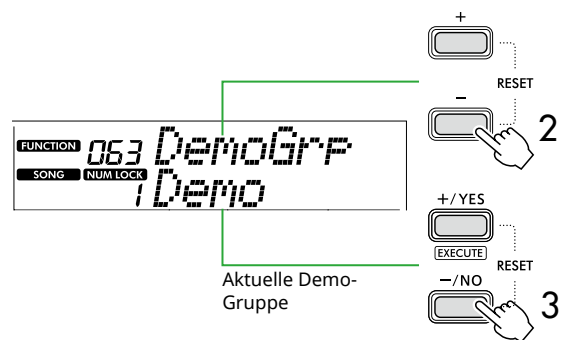 +
RESET
−
2
FUNCTION 063 DemoGrp
SONG NUM LOCK 1 Demo
+/YES
EXECUTE
RESET
−/NO
3
Aktuelle Demo-
Gruppe